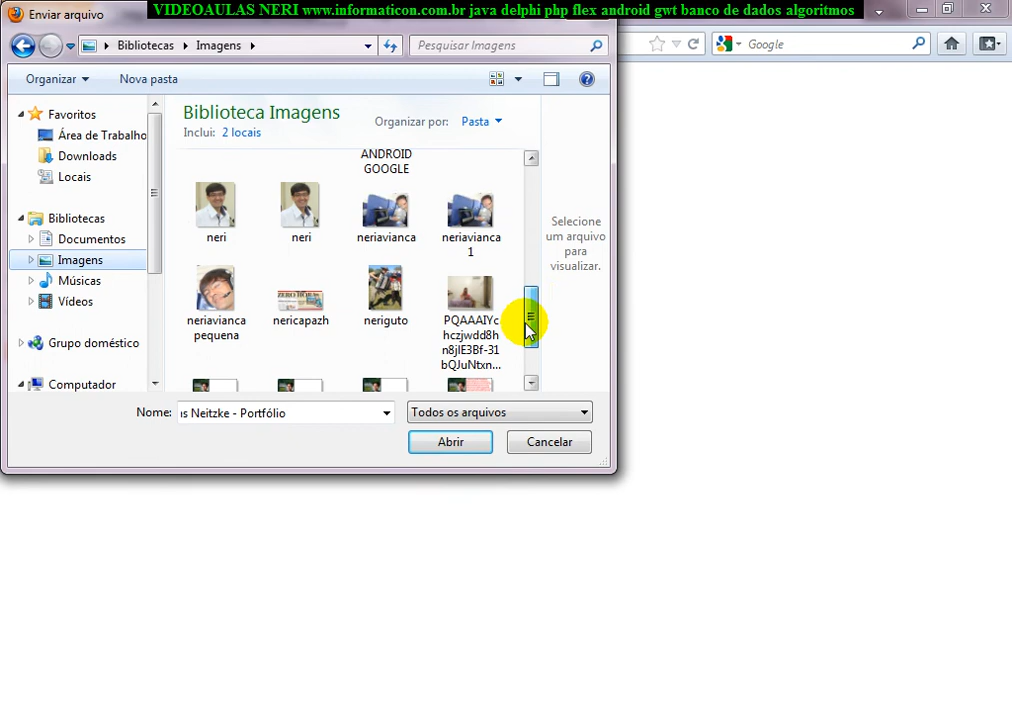 VIDEOAULAS NERI www.informaticon.com.br java delphi php flex android gwt banco de dados algoritmos
Enviar arquivo
Bibliotecas
Imagens
Pesquisar Imagens
Google
Organizar
Nova pasta
Favoritos
Área de Trabalho
Downloads
Locais
Bibliotecas
Documentos
Imagens
Músicas
Vídeos
Grupo doméstico
Computador
Biblioteca Imagens
Inclui: 2 locais
Organizar por: Pasta
ANDROID
GOOGLE
neri
neri
neriavianca
neriavianca
1
neriavianca
pequena
nericapazh
neriguto
PQAAAIYc
hczjwdd8h
n8jlE3Bf-31
bQJuNtxn...
Selecione
um arquivo
para
visualizar.
Nome: ıs Neitzke - Portfólio
Todos os arquivos
Abrir
Cancelar